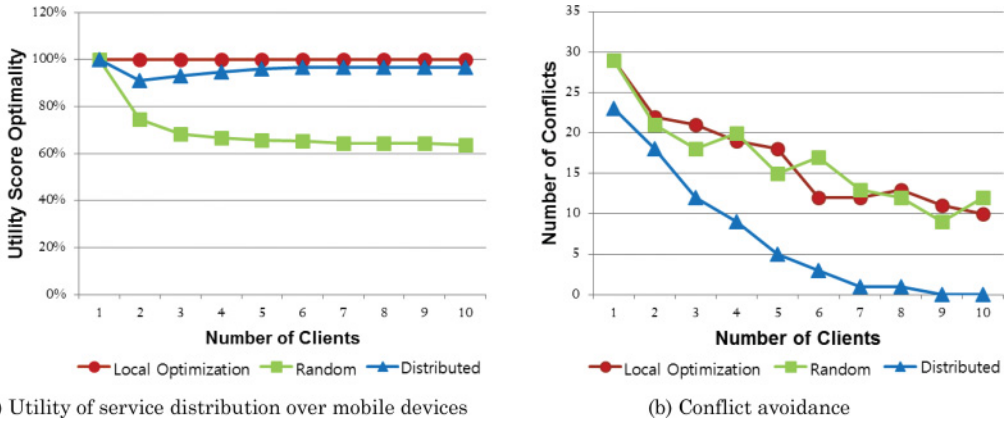 120%
100%
80%
60%
40%
20%
0%
Utility Score Optimality
1 2 3 4 5 6 7 8 9 10
Number of Clients
Local Optimization Random Distributed
) Utility of service distribution over mobile devices
35
30
25
20
15
10
5
0
Number of Conflicts
1 2 3 4 5 6 7 8 9 10
Number of Clients
Local Optimization Random Distributed
(b) Conflict avoidance